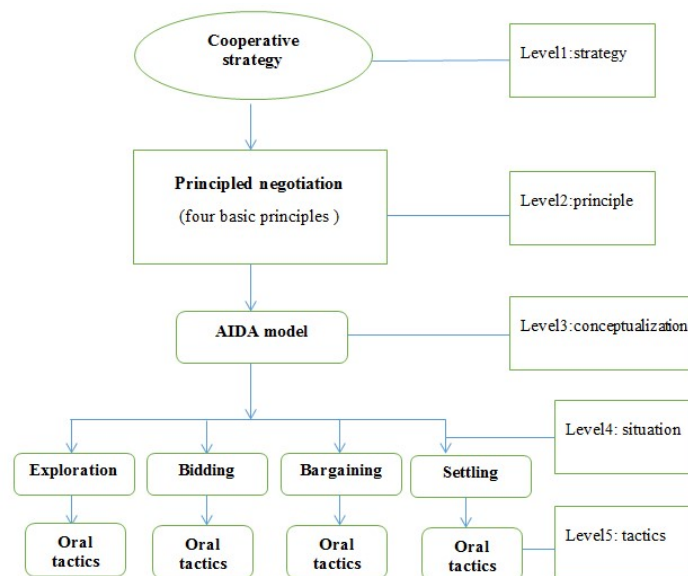 Cooperative
strategy
Level1:strategy
Principled negotiation
(four basic principles )
Level2:principle
AIDA model
Level3:conceptualization
Level4: situation
Exploration
Bidding
Bargaining
Settling
Oral
tactics
Oral
tactics
Oral
tactics
Oral
tactics
Level5: tactics